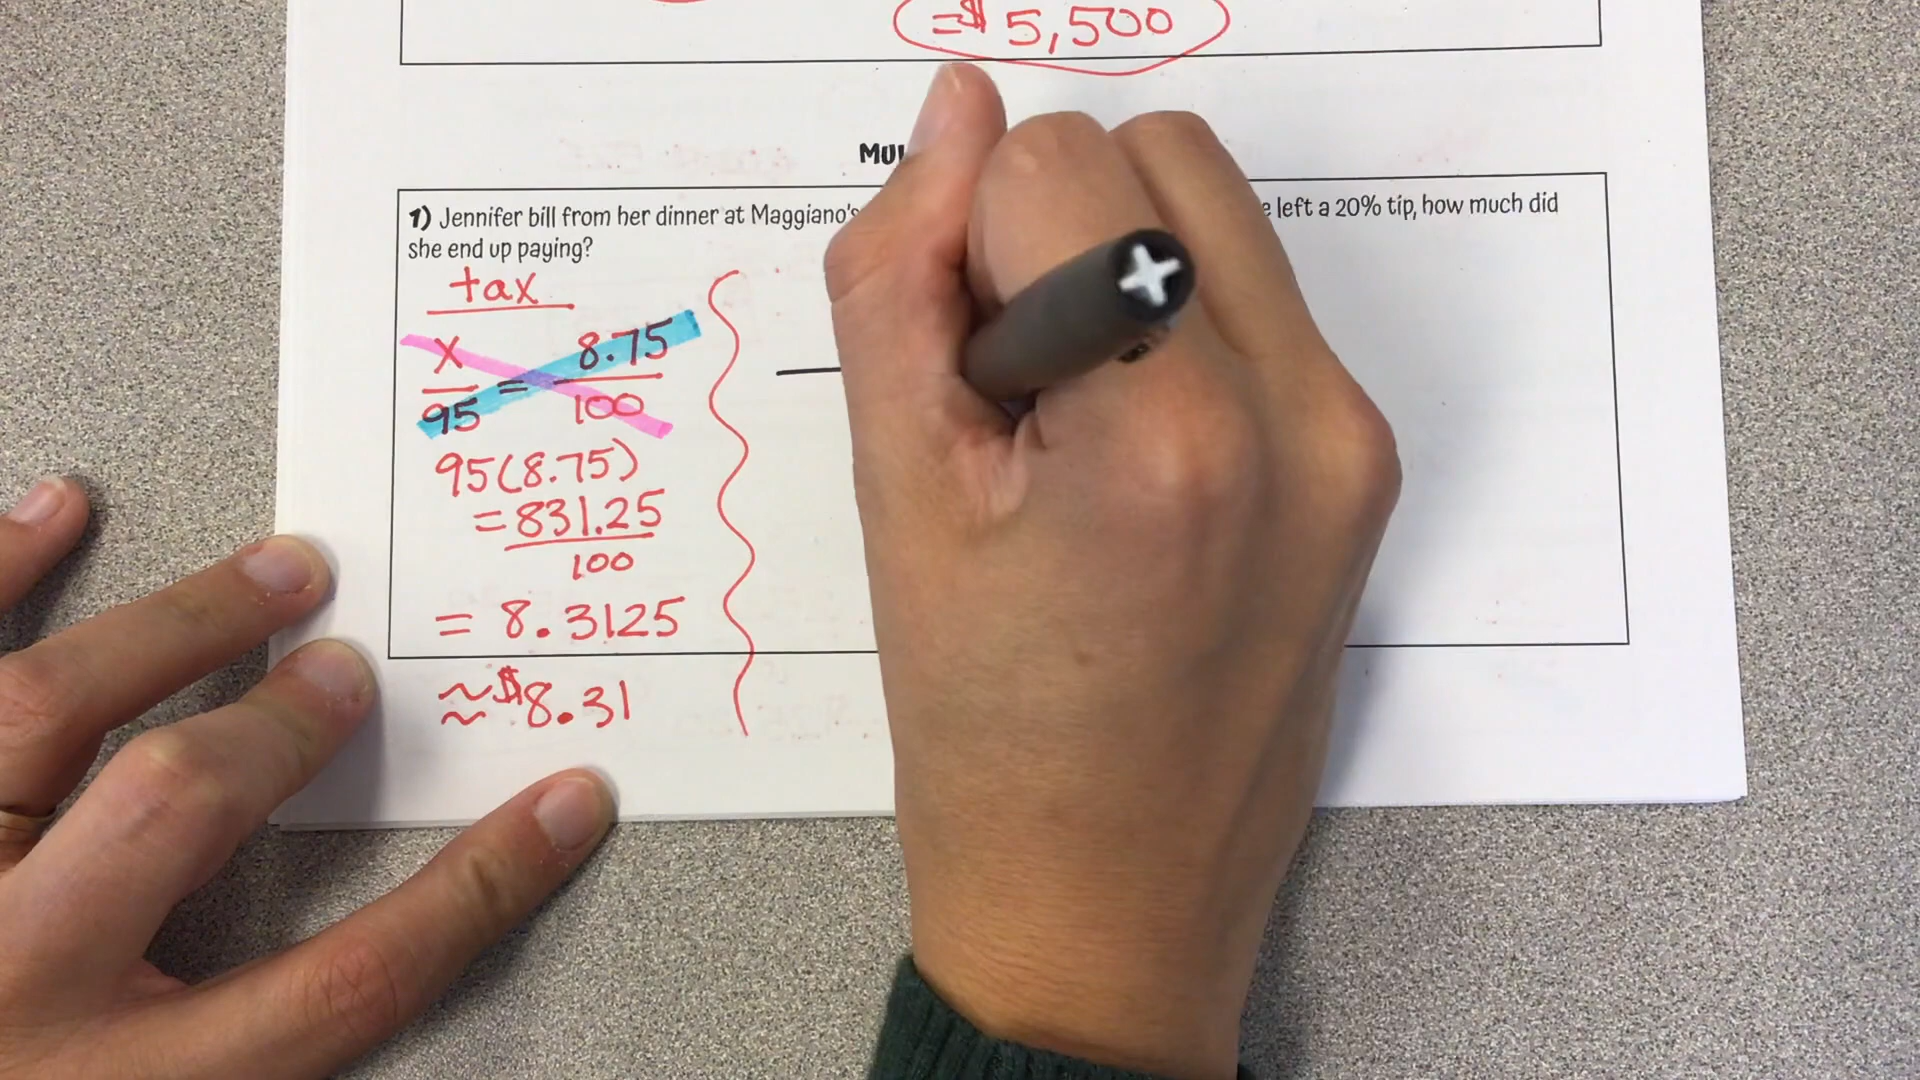 =$5,500
1) Jennifer bill from her dinner at Maggiano's left a 20% tip, how much did
she end up paying?
tax
x/95 = 8.75/100
95(8.75)
=831.25
100
= 8.3125
≈$8.31